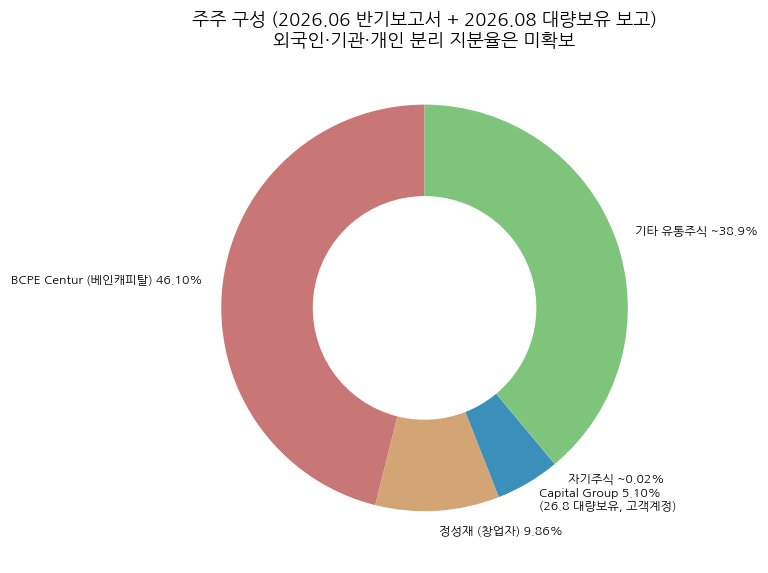 주주 구성 (2026.06 반기보고서 + 2026.08 대량보유 보고)
외국인·기관·개인 분리 지분율은 미확보
기타 유통주식 ~38.9%
BCPE Centur (베인캐피탈) 46.10%
자기주식 ~0.02%
Capital Group 5.10%
(26.8 대량보유, 고객계정)
정성재 (창업자) 9.86%